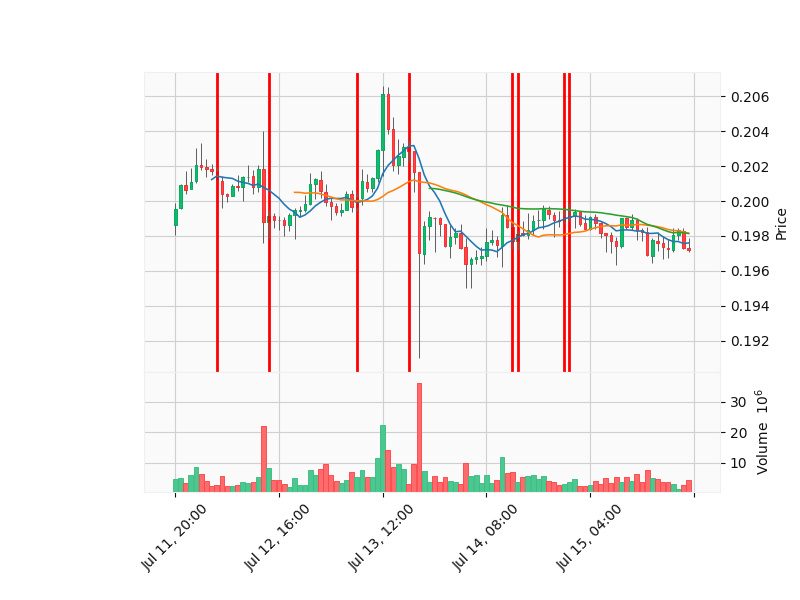 0.206
0.204
0.202
0.200
0.198
0.196
0.194
0.192
Price
30
20
10
Volume 10^6
Jul 11, 20:00
Jul 12, 16:00
Jul 13, 12:00
Jul 14, 08:00
Jul 15, 04:00